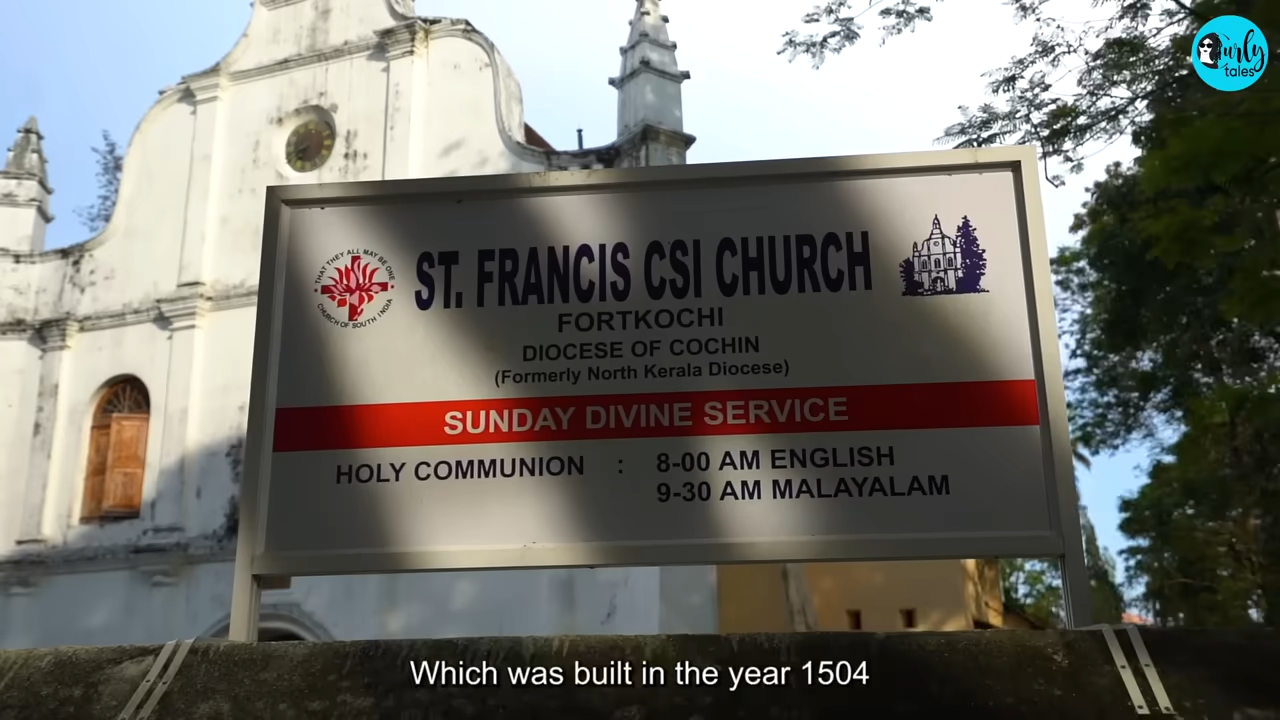 Curly
tales
THAT THEY ALL MAY BE ONE
CHURCH OF SOUTH INDIA
ST. FRANCIS CSI CHURCH
FORTKOCHI
DIOCESE OF COCHIN
(Formerly North Kerala Diocese)
SUNDAY DIVINE SERVICE
HOLY COMMUNION : 8-00 AM ENGLISH
9-30 AM MALAYALAM
Which was built in the year 1504